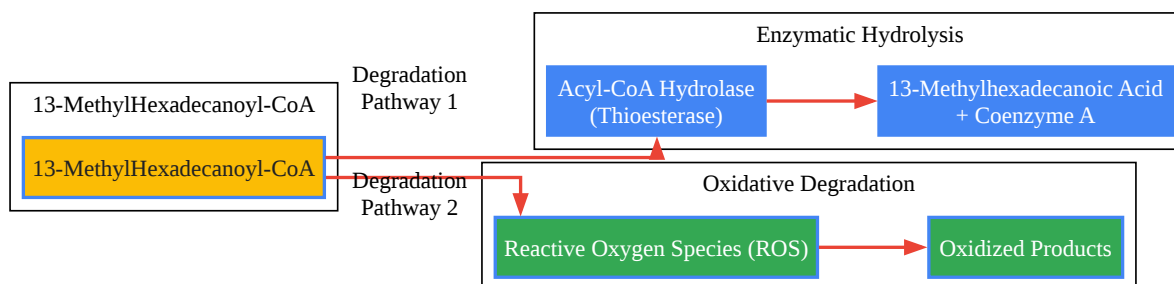 13-MethylHexadecanoyl-CoA
13-MethylHexadecanoyl-CoA
Degradation
Pathway 1
Degradation
Pathway 2
Enzymatic Hydrolysis
Acyl-CoA Hydrolase
(Thioesterase)
13-Methylhexadecanoic Acid
+ Coenzyme A
Oxidative Degradation
Reactive Oxygen Species (ROS)
Oxidized Products